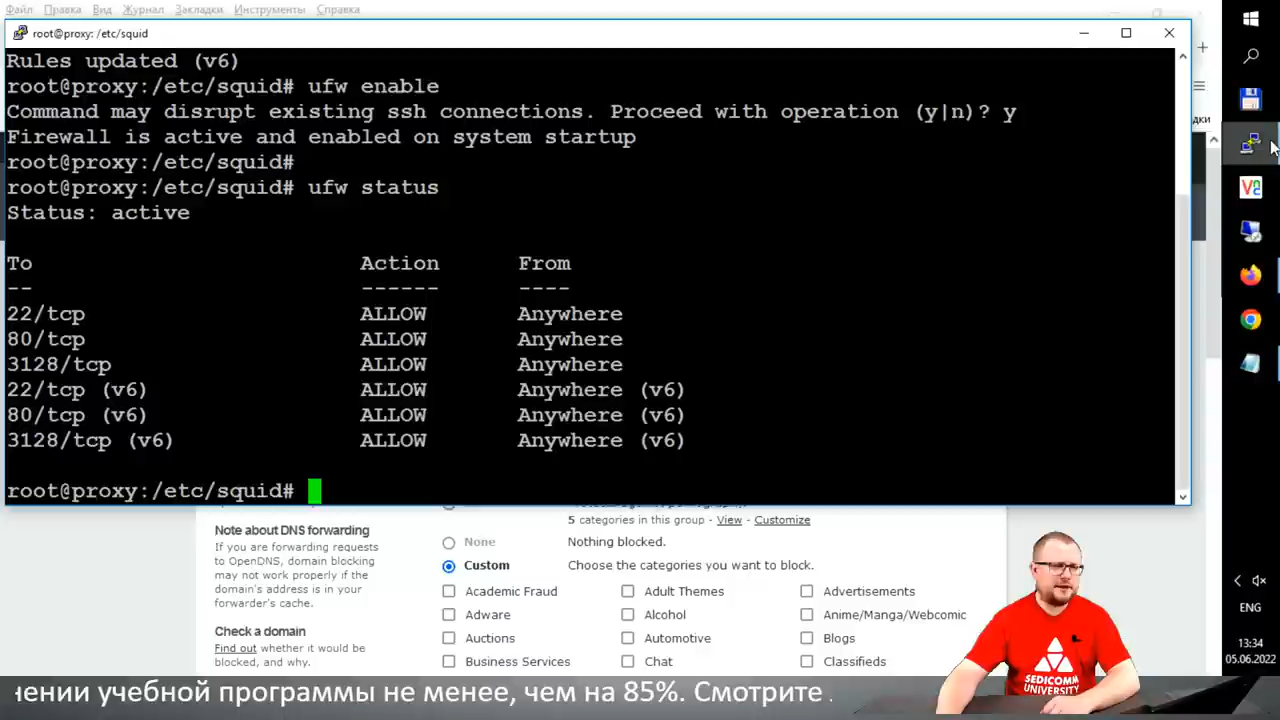 Файл Правка Вид Журнал Закладки Инструменты Справка
root@proxy: /etc/squid
Rules updated (v6)
root@proxy:/etc/squid# ufw enable
Command may disrupt existing ssh connections. Proceed with operation (y|n)? y
Firewall is active and enabled on system startup
root@proxy:/etc/squid#
root@proxy:/etc/squid# ufw status
Status: active
To Action From
-- ------ ----
22/tcp ALLOW Anywhere
80/tcp ALLOW Anywhere
3128/tcp ALLOW Anywhere
22/tcp (v6) ALLOW Anywhere (v6)
80/tcp (v6) ALLOW Anywhere (v6)
3128/tcp (v6) ALLOW Anywhere (v6)
root@proxy:/etc/squid#
5 categories in this group - View - Customize
Note about DNS forwarding
If you are forwarding requests
to OpenDNS, domain blocking
may not work properly if the
domain's address is in your
forwarder's cache.
Check a domain
Find out whether it would be
blocked, and why.
None Nothing blocked.
Custom Choose the categories you want to block.
Academic Fraud Adult Themes Advertisements
Adware Alcohol Anime/Manga/Webcomic
Auctions Automotive Blogs
Business Services Chat Classifieds
SEDICOMM
UNIVERSITY
VNC
ENG
13:34
05.06.2022
нении учебной программы не менее, чем на 85%. Смотрите